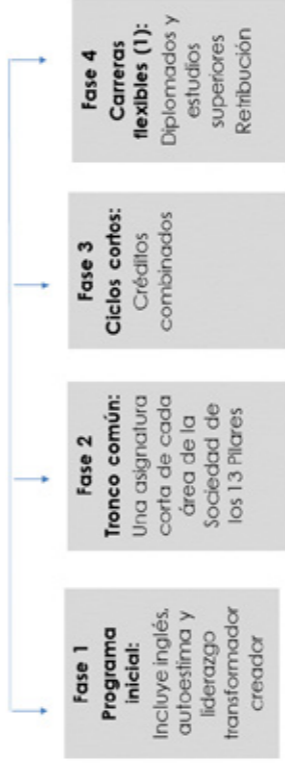 Fase 1
Programa
inicial:
Incluye inglés,
autoestima y
liderazgo
transformador
creador
Fase 2
Tronco común:
Una asignatura
corta de cada
área de la
Sociedad de
los 13 Pilares
Fase 3
Ciclos cortos:
Créditos
combinados
Fase 4
Carreras
flexibles (1):
Diplomados y
estudios
superiores
Retribución